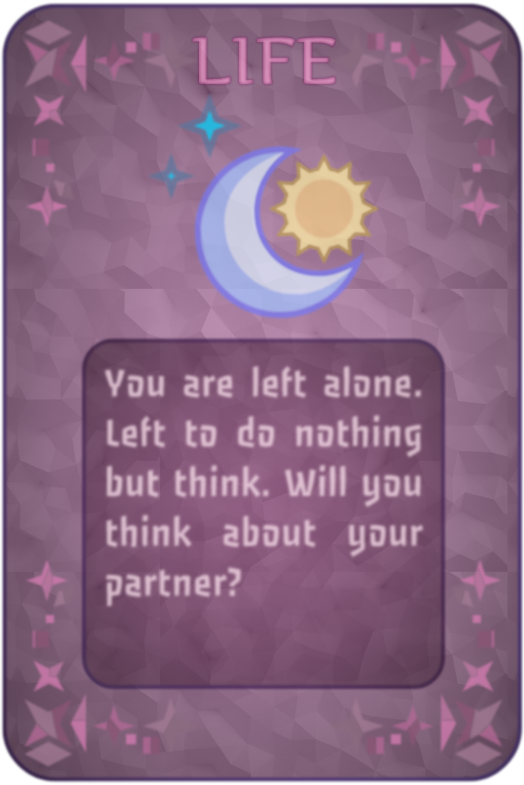 LIFE
You are left alone.
Left to do nothing
but think. Will you
think about your
partner?